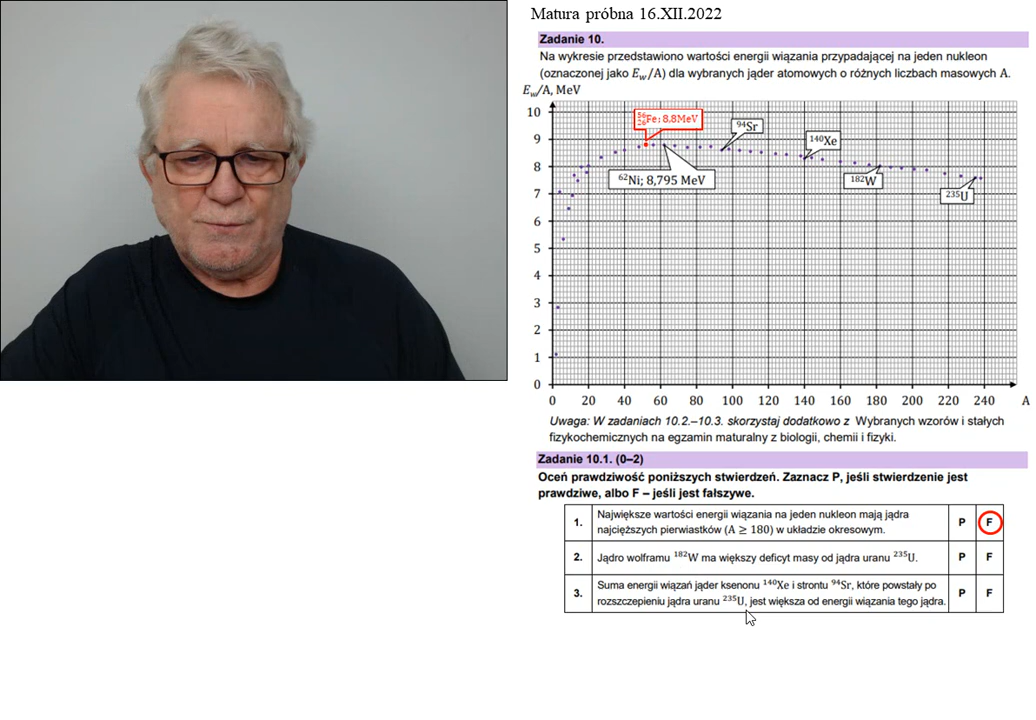 Matura próbna 16.XII.2022
Zadanie 10.
Na wykresie przedstawiono wartości energii wiązania przypadającej na jeden nukleon
(oznaczonej jako E_w/A) dla wybranych jąder atomowych o różnych liczbach masowych A.
E_w/A, MeV
10
9
8
7
6
5
4
3
2
1
0
⁵⁶₂₆Fe; 8,8MeV
⁹⁴Sr
¹⁴⁰Xe
⁶²Ni; 8,795 MeV
¹⁸²W
²³⁵U
0 20 40 60 80 100 120 140 160 180 200 220 240 A
Uwaga: W zadaniach 10.2.–10.3. skorzystaj dodatkowo z Wybranych wzorów i stałych
fizykochemicznych na egzamin maturalny z biologii, chemii i fizyki.
Zadanie 10.1. (0–2)
Oceń prawdziwość poniższych stwierdzeń. Zaznacz P, jeśli stwierdzenie jest
prawdziwe, albo F – jeśli jest fałszywe.
1. Największe wartości energii wiązania na jeden nukleon mają jądra
najcięższych pierwiastków (A ≥ 180) w układzie okresowym. P F
2. Jądro wolframu ¹⁸²W ma większy deficyt masy od jądra uranu ²³⁵U. P F
3. Suma energii wiązań jąder ksenonu ¹⁴⁰Xe i strontu ⁹⁴Sr, które powstały po
rozszczepieniu jądra uranu ²³⁵U, jest większa od energii wiązania tego jądra. P F